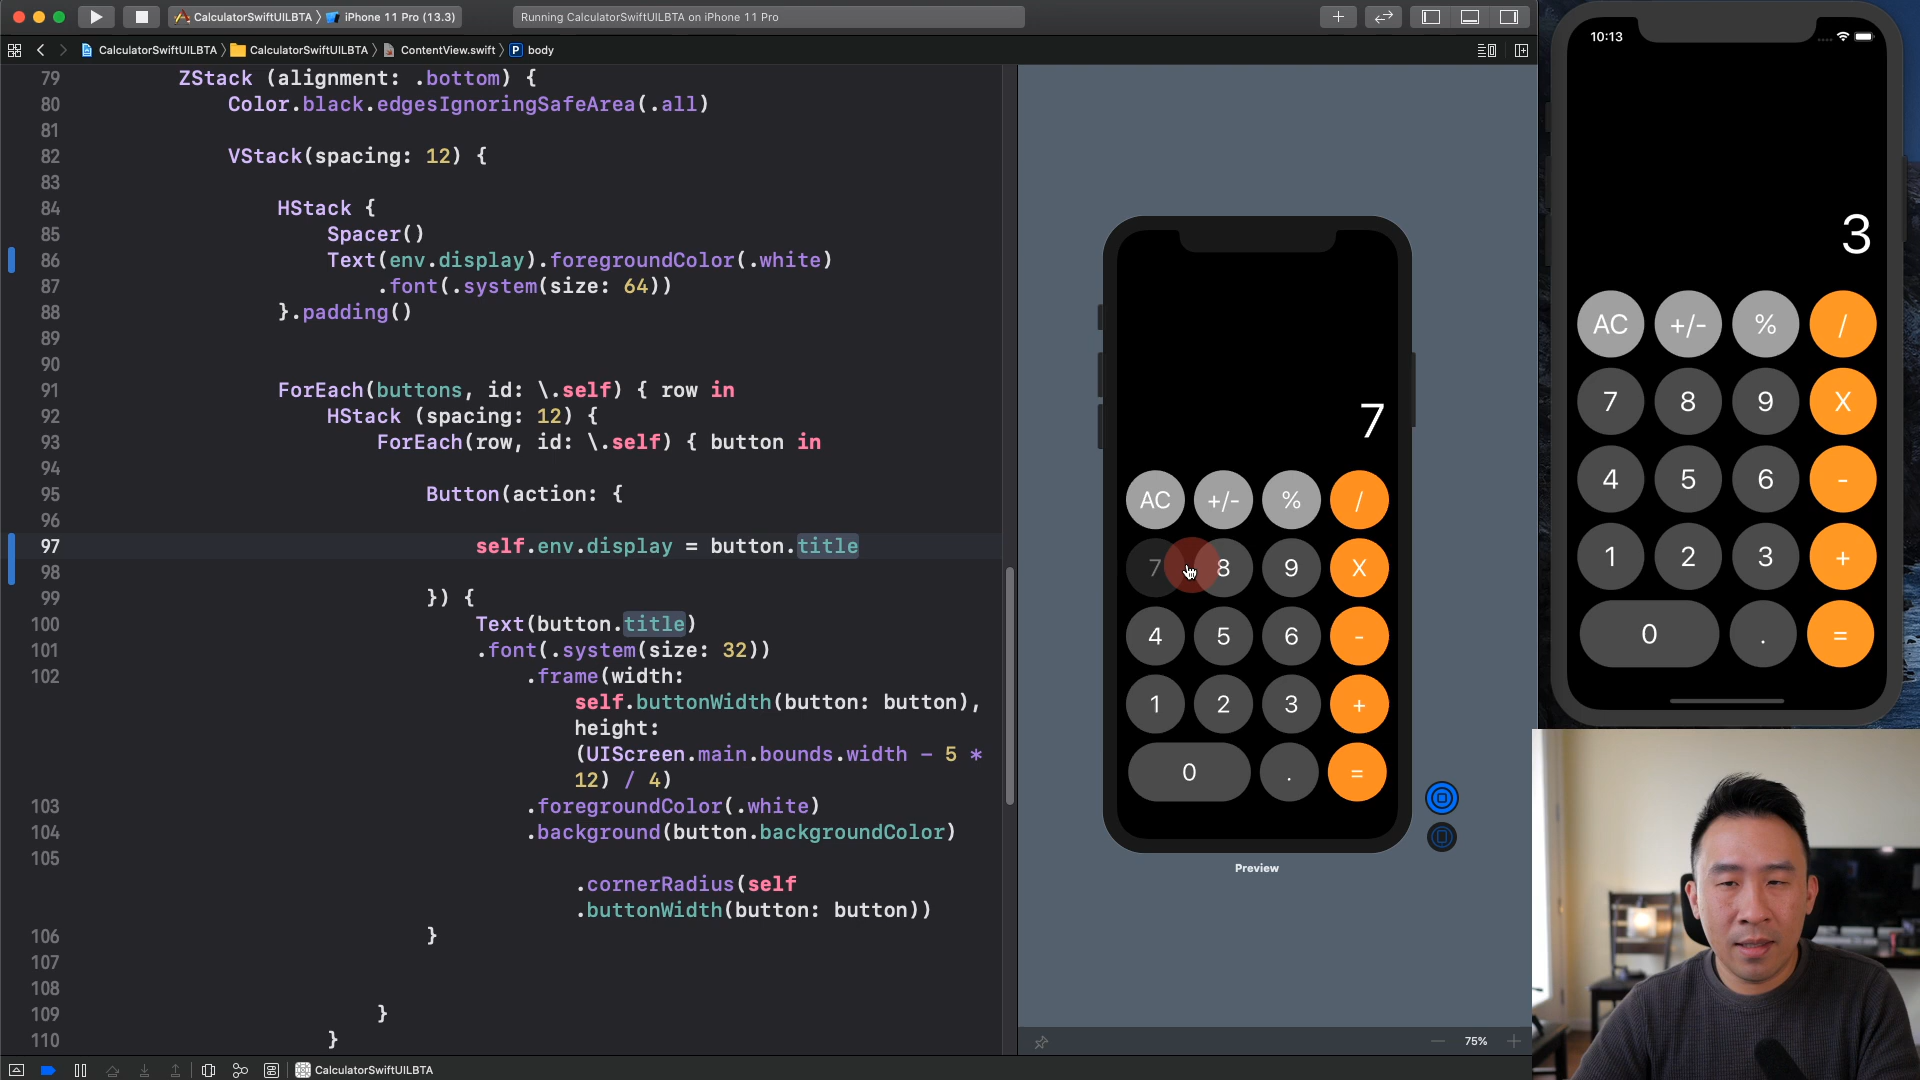 CalculatorSwiftUILBTA 〉 iPhone 11 Pro (13.3)
Running CalculatorSwiftUILBTA on iPhone 11 Pro
CalculatorSwiftUILBTA 〉 CalculatorSwiftUILBTA 〉 ContentView.swift 〉 P body
79 ZStack (alignment: .bottom) {
80 Color.black.edgesIgnoringSafeArea(.all)
81
82 VStack(spacing: 12) {
83
84 HStack {
85 Spacer()
86 Text(env.display).foregroundColor(.white)
87 .font(.system(size: 64))
88 }.padding()
89
90
91 ForEach(buttons, id: \.self) { row in
92 HStack (spacing: 12) {
93 ForEach(row, id: \.self) { button in
94
95 Button(action: {
96
97 self.env.display = button.title
98
99 }) {
100 Text(button.title)
101 .font(.system(size: 32))
102 .frame(width:
self.buttonWidth(button: button),
height:
(UIScreen.main.bounds.width - 5 *
12) / 4)
103 .foregroundColor(.white)
104 .background(button.backgroundColor)
105
.cornerRadius(self
.buttonWidth(button: button))
106 }
107
108
109 }
110 }
CalculatorSwiftUILBTA
7
AC +/- % /
7 8 9 X
4 5 6 -
1 2 3 +
0 . =
Preview
75%
10:13
3
AC +/- % /
7 8 9 X
4 5 6 -
1 2 3 +
0 . =